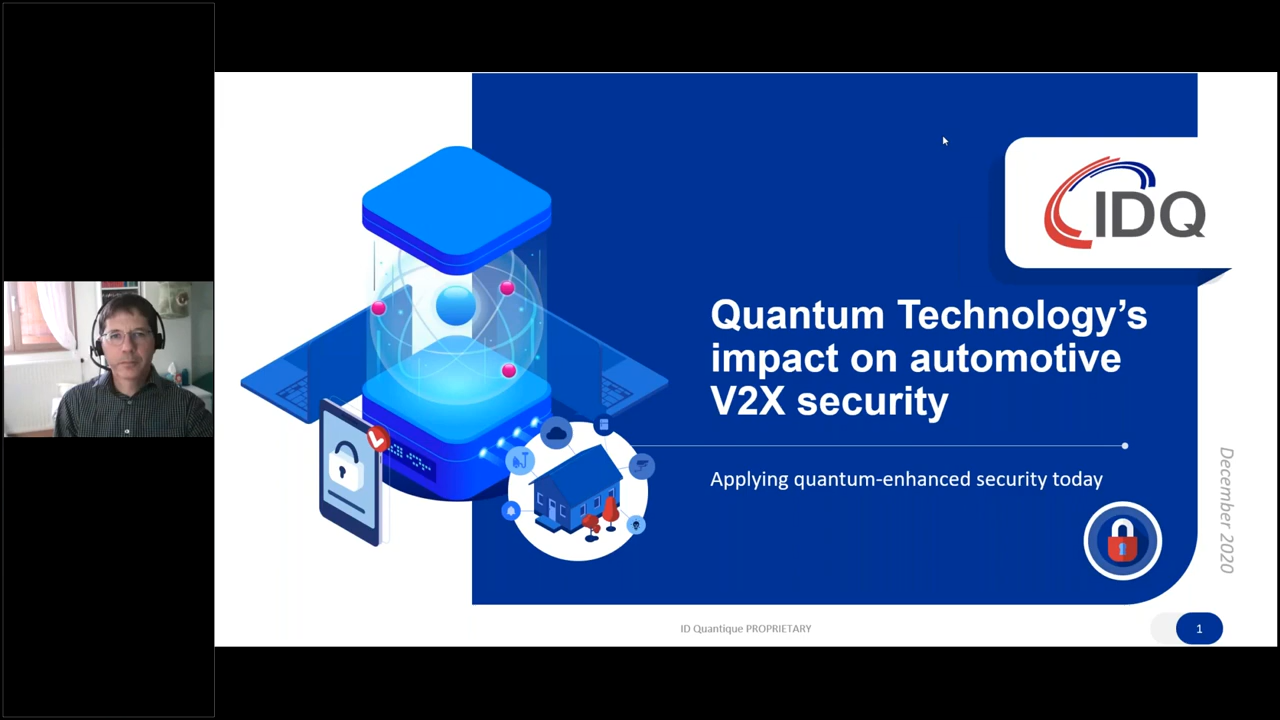 IDQ
Quantum Technology's
impact on automotive
V2X security
Applying quantum-enhanced security today
December 2020
ID Quantique PROPRIETARY
1